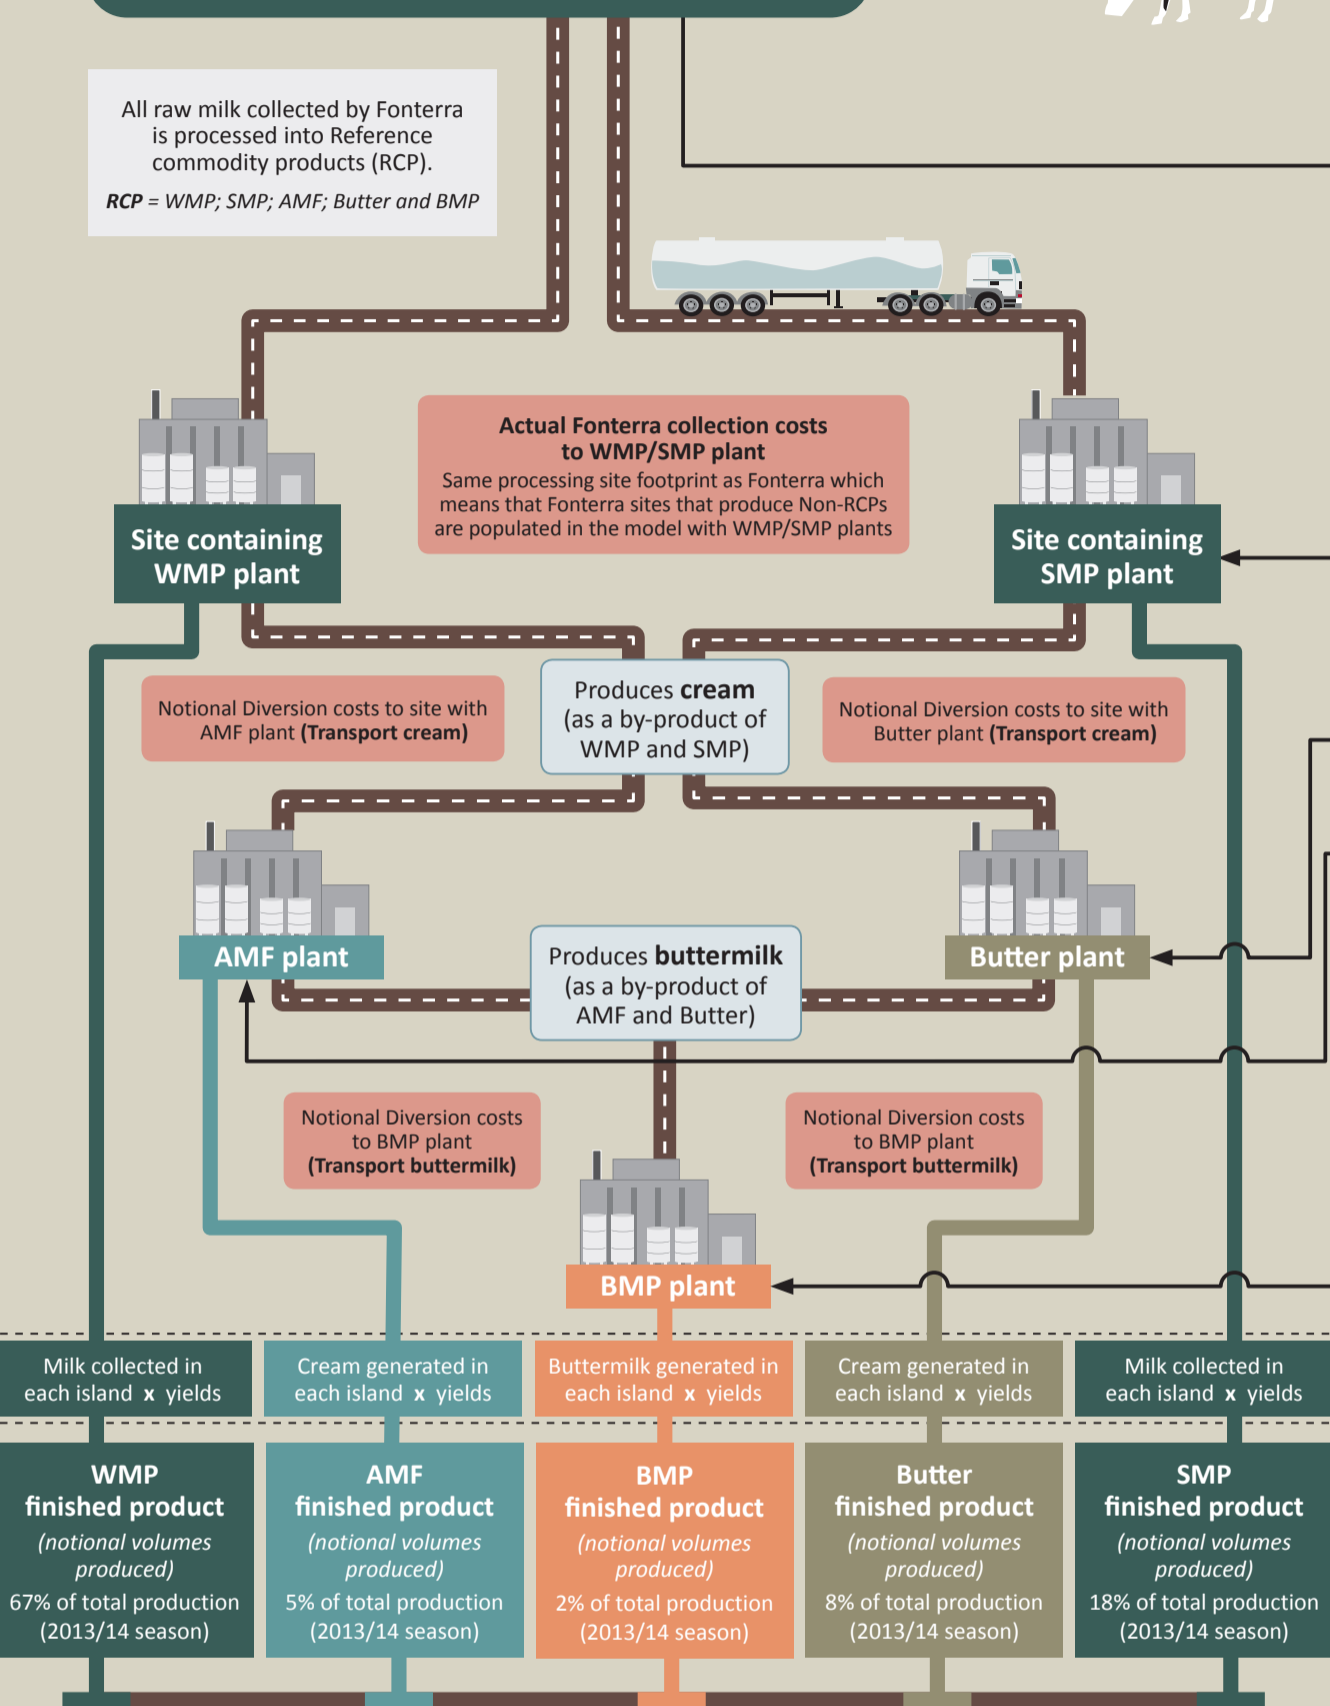 All raw milk collected by Fonterra
is processed into Reference
commodity products (RCP).
RCP = WMP; SMP; AMF; Butter and BMP
Actual Fonterra collection costs
to WMP/SMP plant
Same processing site footprint as Fonterra which
means that Fonterra sites that produce Non-RCPs
are populated in the model with WMP/SMP plants
Site containing
WMP plant
Site containing
SMP plant
Notional Diversion costs to site with
AMF plant (Transport cream)
Produces cream
(as a by-product of
WMP and SMP)
Notional Diversion costs to site with
Butter plant (Transport cream)
AMF plant
Produces buttermilk
(as a by-product of
AMF and Butter)
Butter plant
Notional Diversion costs
to BMP plant
(Transport buttermilk)
Notional Diversion costs
to BMP plant
(Transport buttermilk)
BMP plant
Milk collected in
each island x yields
Cream generated in
each island x yields
Buttermilk generated in
each island x yields
Cream generated in
each island x yields
Milk collected in
each island x yields
WMP
finished product
(notional volumes
produced)
67% of total production
(2013/14 season)
AMF
finished product
(notional volumes
produced)
5% of total production
(2013/14 season)
BMP
finished product
(notional volumes
produced)
2% of total production
(2013/14 season)
Butter
finished product
(notional volumes
produced)
8% of total production
(2013/14 season)
SMP
finished product
(notional volumes
produced)
18% of total production
(2013/14 season)